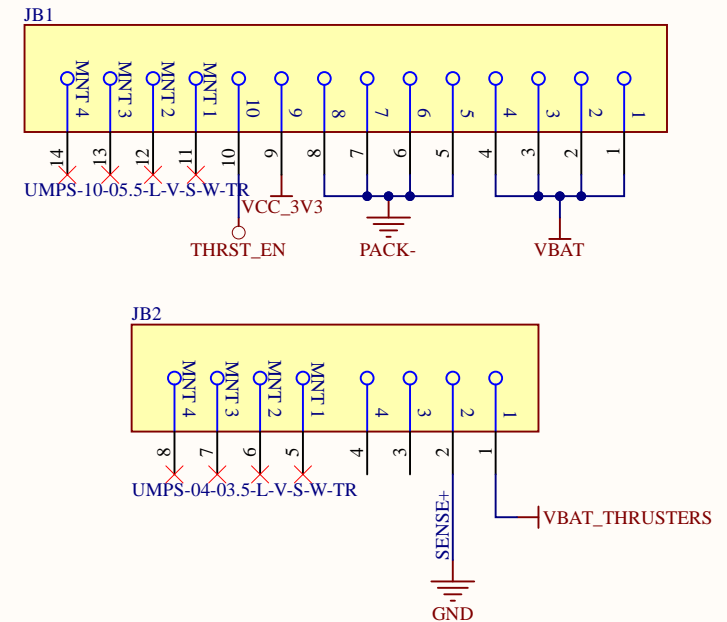 JB1
MNT 4
MNT 3
MNT 2
MNT 1
10
9
8
7
6
5
4
3
2
1
14
13
12
11
10
9
8
7
6
5
4
3
2
1
UMPS-10-05.5-L-V-S-W-TR
VCC_3V3
THRST_EN
PACK-
VBAT
JB2
MNT 4
MNT 3
MNT 2
MNT 1
4
3
2
1
8
7
6
5
4
3
2
1
UMPS-04-03.5-L-V-S-W-TR
SENSE+
VBAT_THRUSTERS
GND